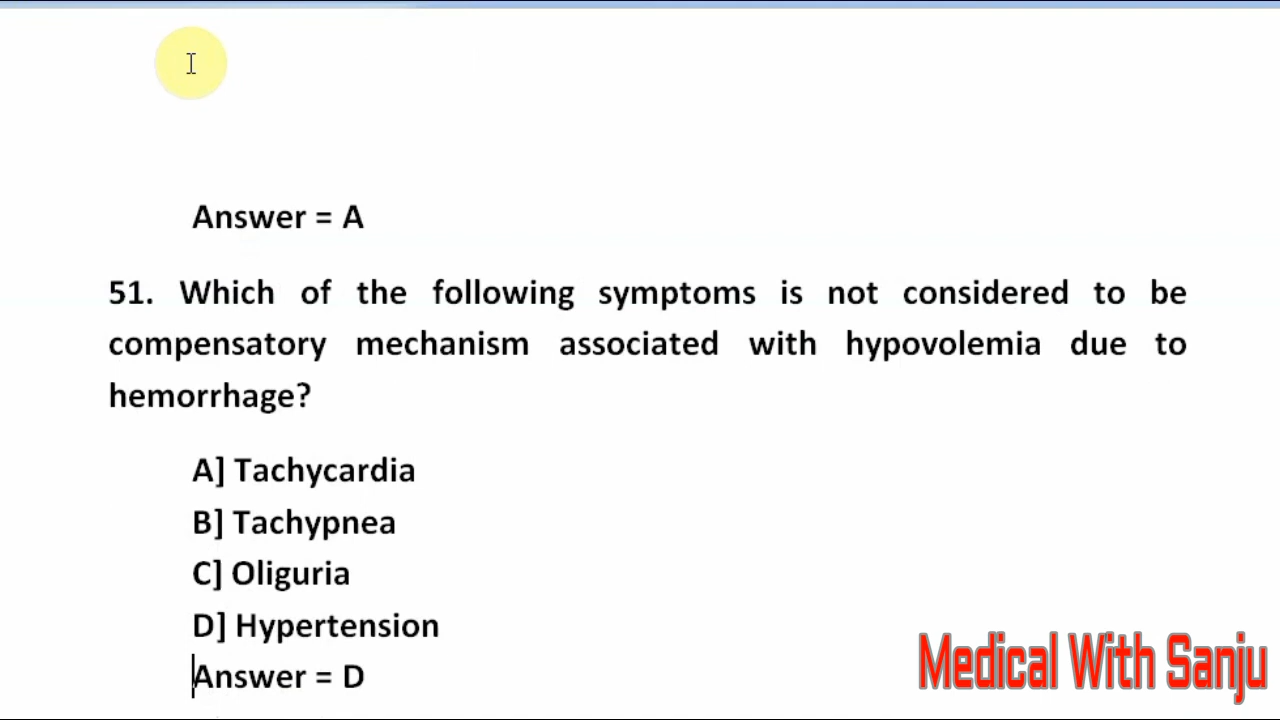 Answer = A
51. Which of the following symptoms is not considered to be
compensatory mechanism associated with hypovolemia due to
hemorrhage?
A] Tachycardia
B] Tachypnea
C] Oliguria
D] Hypertension
Answer = D
Medical With Sanju